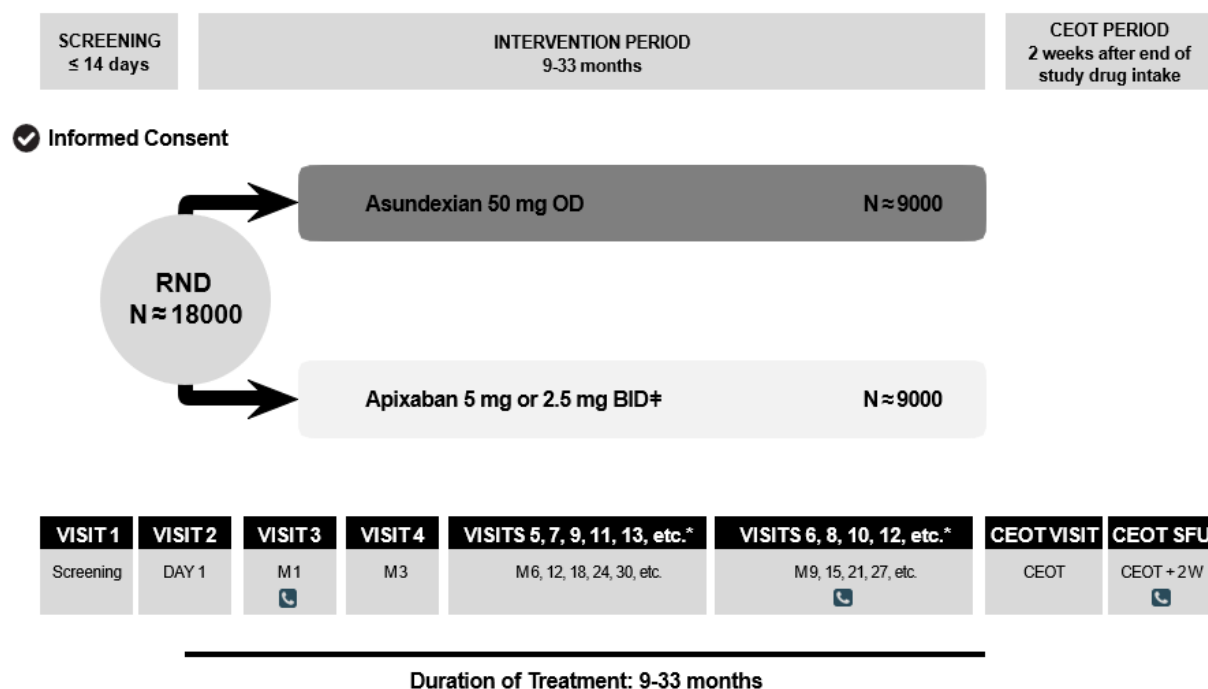 SCREENING
≤ 14 days
INTERVENTION PERIOD
9-33 months
CEOT PERIOD
2 weeks after end of
study drug intake
Informed Consent
Asundexian 50 mg OD N≈9000
RND
N≈18000
Apixaban 5 mg or 2.5 mg BID‡ N≈9000
VISIT 1 VISIT 2 VISIT 3 VISIT 4 VISITS 5, 7, 9, 11, 13, etc.* VISITS 6, 8, 10, 12, etc.* CEOT VISIT CEOT SFU
Screening DAY 1 M1 M3 M6, 12, 18, 24, 30, etc. M9, 15, 21, 27, etc. CEOT CEOT + 2W
Duration of Treatment: 9-33 months